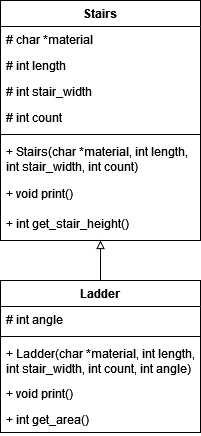 Stairs
# char *material
# int length
# int stair_width
# int count
+ Stairs(char *material, int length,
int stair_width, int count)
+ void print()
+ int get_stair_height()
Ladder
# int angle
+ Ladder(char *material, int length,
int stair_width, int count, int angle)
+ void print()
+ int get_area()